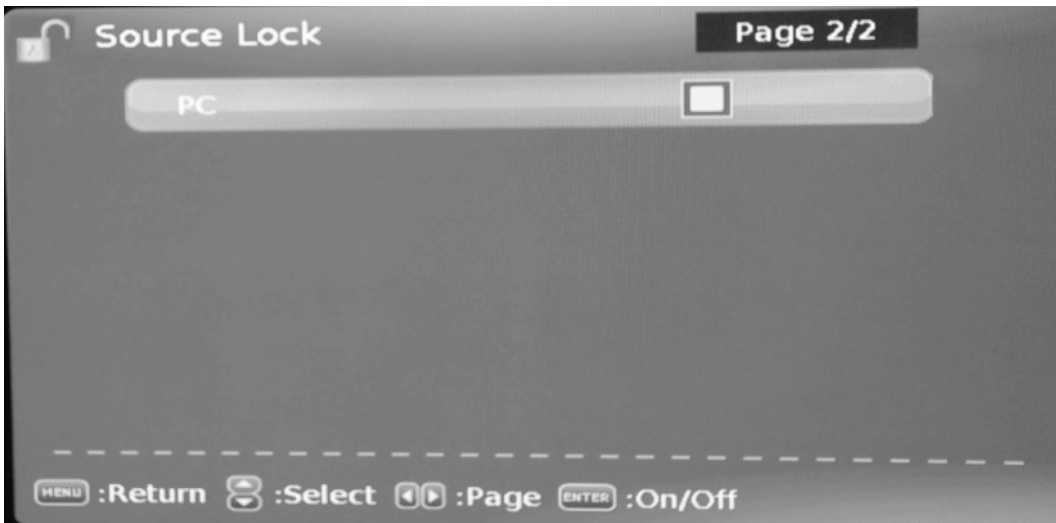 Source Lock
Page 2/2
PC
MENU :Return :Select :Page ENTER :On/Off